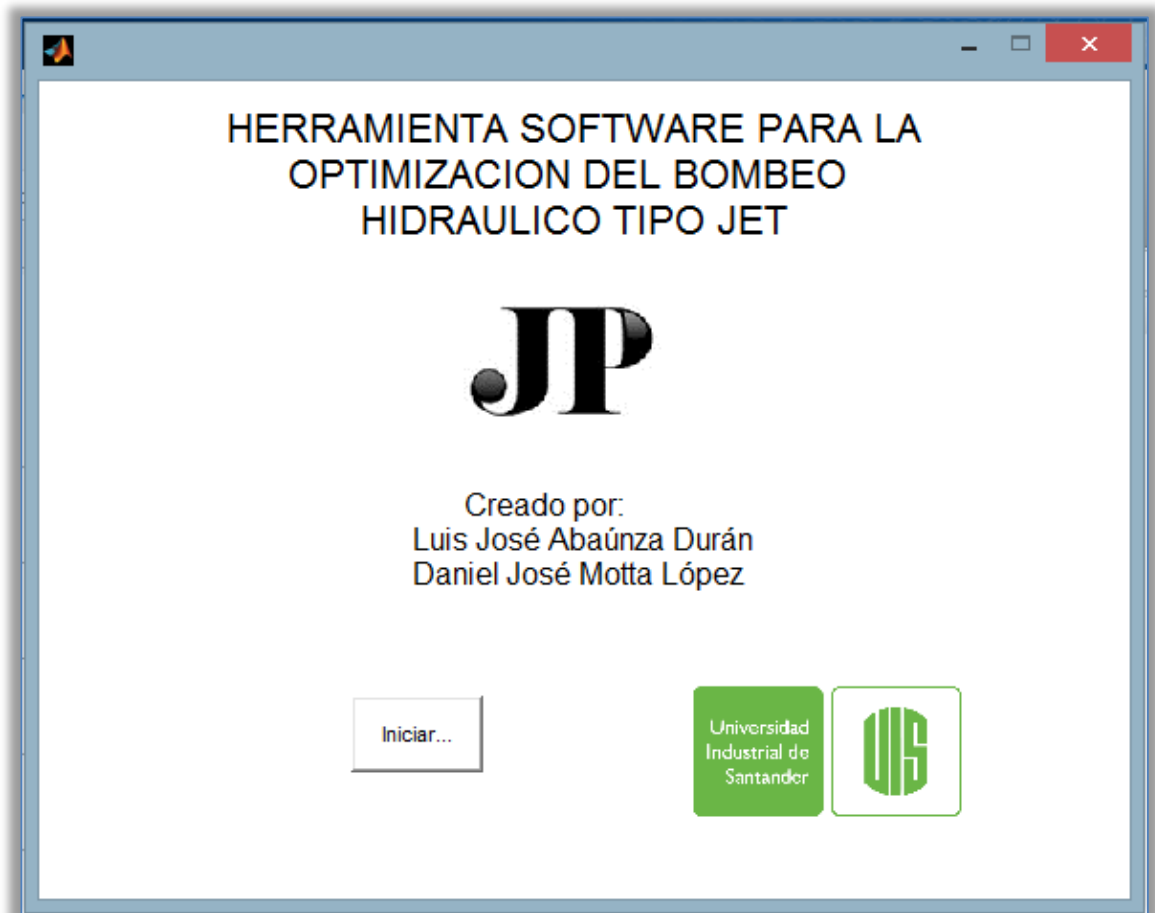 HERRAMIENTA SOFTWARE PARA LA
OPTIMIZACION DEL BOMBEO
HIDRAULICO TIPO JET
JP
Creado por:
Luis José Abaúnza Durán
Daniel José Motta López
Iniciar...
Universidad
Industrial de
Santander
UIS